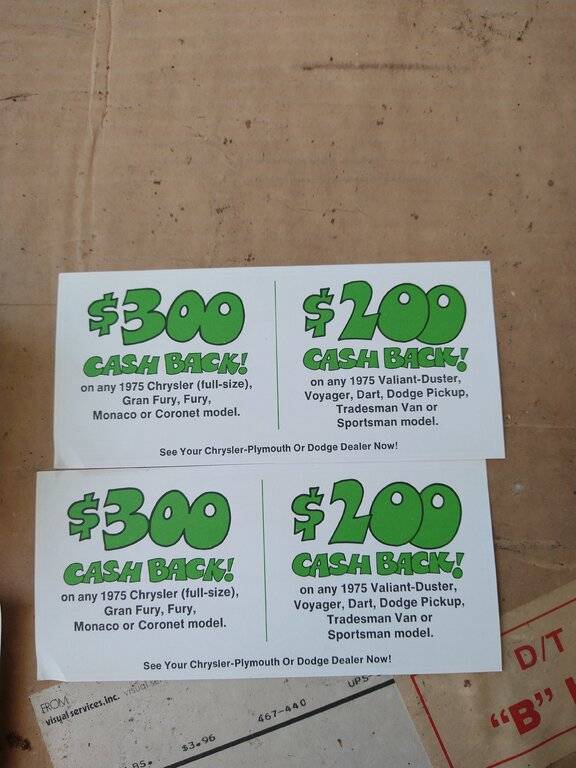 $300
CASH BACK!
on any 1975 Chrysler (full-size),
Gran Fury, Fury,
Monaco or Coronet model.
$200
CASH BACK!
on any 1975 Valiant-Duster,
Voyager, Dart, Dodge Pickup,
Tradesman Van or
Sportsman model.
See Your Chrysler-Plymouth Or Dodge Dealer Now!
$300
CASH BACK!
on any 1975 Chrysler (full-size),
Gran Fury, Fury,
Monaco or Coronet model.
$200
CASH BACK!
on any 1975 Valiant-Duster,
Voyager, Dart, Dodge Pickup,
Tradesman Van or
Sportsman model.
See Your Chrysler-Plymouth Or Dodge Dealer Now!
FROM
visual services, inc.
$3.96
467-440
UPS
D/T
"B"